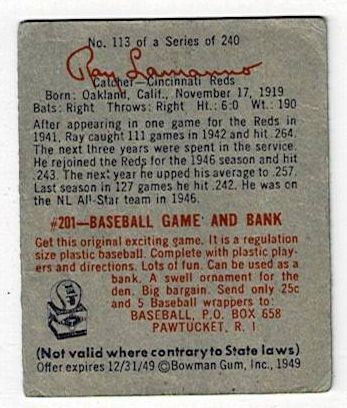 No. 113 of a Series of 240
Ray Lamanno
Catcher—Cincinnati Reds
Born: Oakland, Calif., November 17, 1919
Bats: Right Throws: Right Ht: 6:0 Wt: 190
After appearing in one game for the Reds in
1941, Ray caught 111 games in 1942 and hit .264.
The next three years were spent in the service.
He rejoined the Reds for the 1946 season and hit
.243. The next year he upped his average to .257.
Last season in 127 games he hit .242. He was on
the NL All-Star team in 1946.
#201—BASEBALL GAME AND BANK
Get this original exciting game. It is a regulation
size plastic baseball. Complete with plastic play-
ers and directions. Lots of fun. Can be used as a
bank. A swell ornament for the
den. Big bargain. Send only 25c
and 5 Baseball wrappers to:
BASEBALL, P.O. BOX 658
PAWTUCKET, R. I
(Not valid where contrary to State laws)
Offer expires 12/31/49 ©Bowman Gum, Inc., 1949